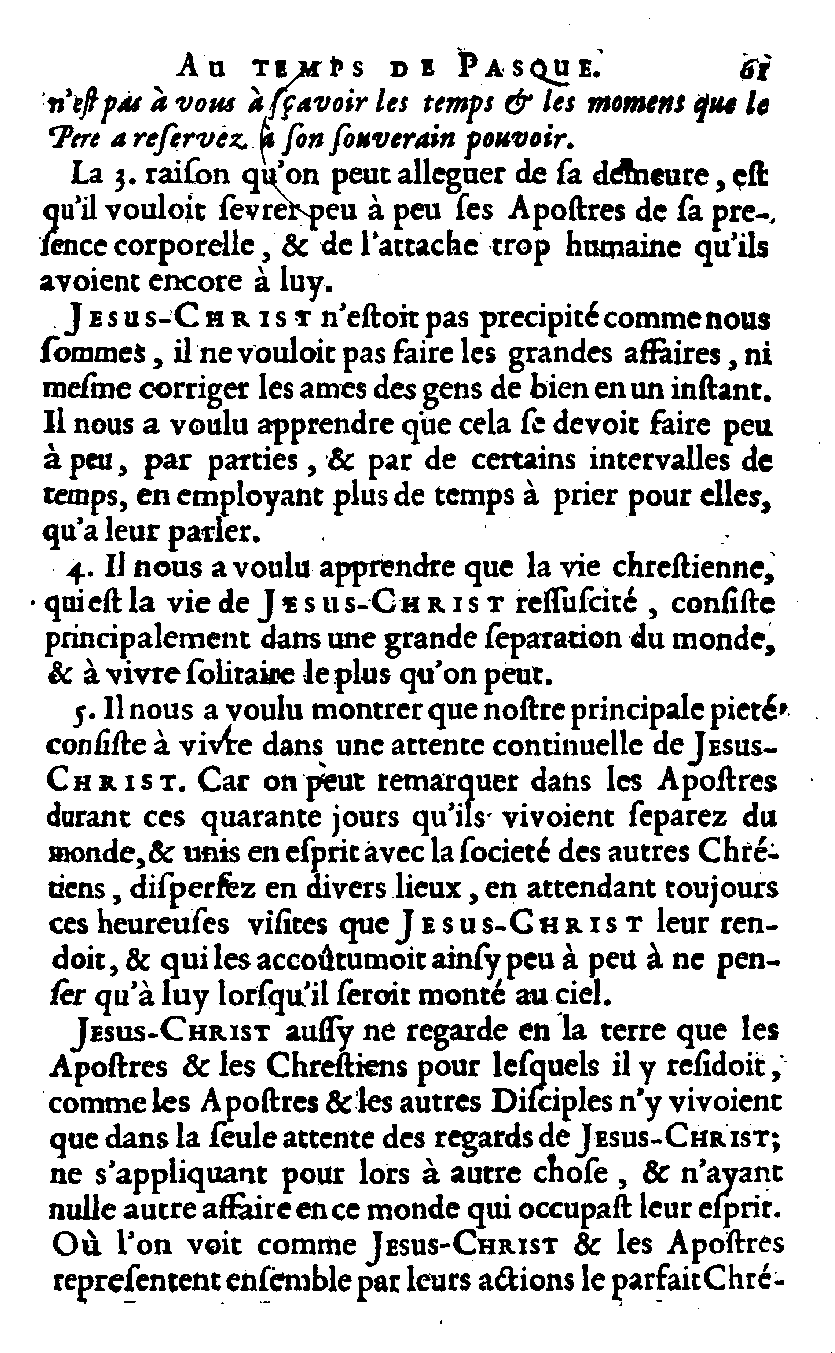 AU TEMPS DE PASQUE. 61
n'eſt pas à vous à ſçavoir les temps & les momens que le
Pere a reſervez à ſon ſouverain pouvoir.
La 3. raiſon qu'on peut alleguer de ſa demeure, eſt
qu'il vouloit ſevrer peu à peu ſes Apoſtres de ſa pre-
ſence corporelle, & de l'attache trop humaine qu'ils
avoient encore à luy.
JESUS-CHRIST n'eſtoit pas precipité comme nous
ſommes, il ne vouloit pas faire les grandes affaires, ni
meſme corriger les ames des gens de bien en un inſtant.
Il nous a voulu apprendre que cela ſe devoit faire peu
à peu, par parties, & par de certains intervalles de
temps, en employant plus de temps à prier pour elles,
qu'a leur parler.
4. Il nous a voulu apprendre que la vie chreſtienne,
qui eſt la vie de JESUS-CHRIST reſſuſcité, conſiſte
principalement dans une grande ſeparation du monde,
& à vivre ſolitaire le plus qu'on peut.
5. Il nous a voulu montrer que noſtre principale pieté
conſiſte à vivre dans une attente continuelle de JESUS-
CHRIST. Car on peut remarquer dans les Apoſtres
durant ces quarante jours qu'ils vivoient ſeparez du
monde, & unis en eſprit avec la ſocieté des autres Chré-
tiens, diſperſez en divers lieux, en attendant toujours
ces heureuſes viſites que JESUS-CHRIST leur ren-
doit, & qui les accoûtumoit ainſy peu à peu à ne pen-
ſer qu'à luy lorſqu'il ſeroit monté au ciel.
JESUS-CHRIST auſſy ne regarde en la terre que les
Apoſtres & les Chreſtiens pour leſquels il y reſidoit,
comme les Apoſtres & les autres Diſciples n'y vivoient
que dans la ſeule attente des regards de JESUS-CHRIST;
ne s'appliquant pour lors à autre choſe, & n'ayant
nulle autre affaire en ce monde qui occupaſt leur eſprit.
Où l'on voit comme JESUS-CHRIST & les Apoſtres
repreſentent enſemble par leurs actions le parfait Chré-